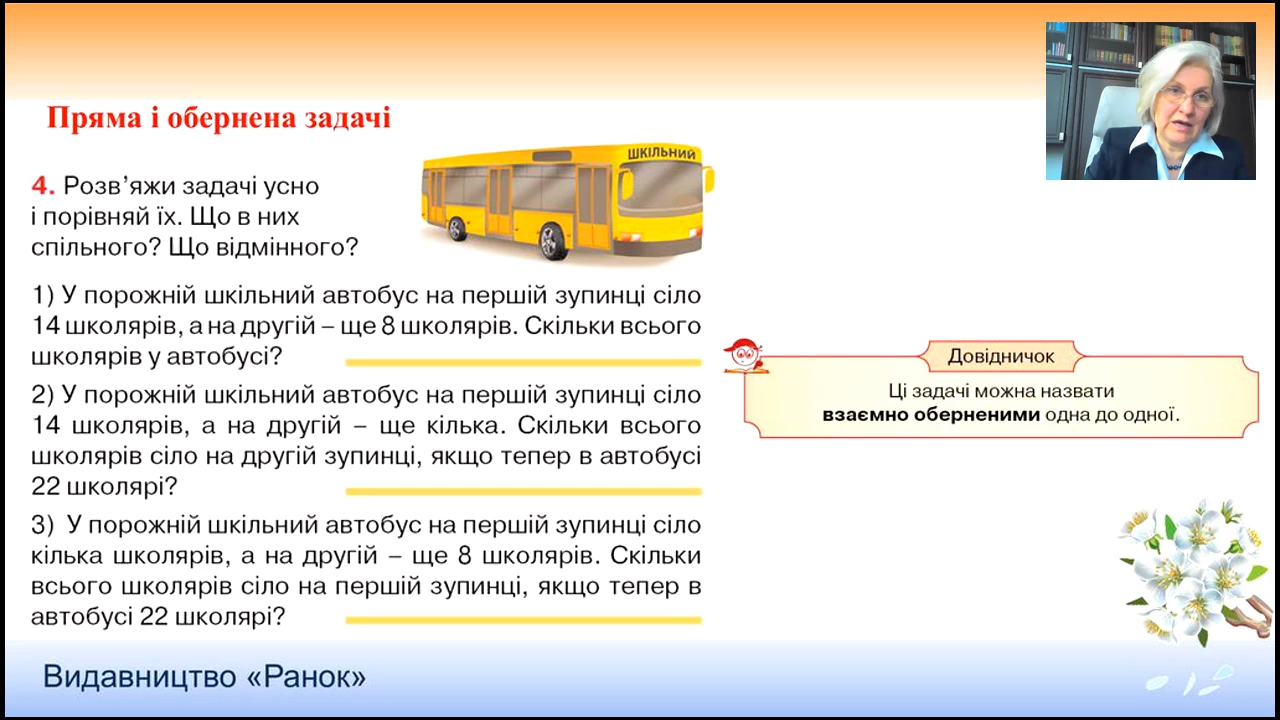 Пряма і обернена задачі
4. Розв’яжи задачі усно
і порівняй їх. Що в них
спільного? Що відмінного?
ШКІЛЬНИЙ
1) У порожній шкільний автобус на першій зупинці сіло
14 школярів, а на другій – ще 8 школярів. Скільки всього
школярів у автобусі?
2) У порожній шкільний автобус на першій зупинці сіло
14 школярів, а на другій – ще кілька. Скільки всього
школярів сіло на другій зупинці, якщо тепер в автобусі
22 школярі?
3) У порожній шкільний автобус на першій зупинці сіло
кілька школярів, а на другій – ще 8 школярів. Скільки
всього школярів сіло на першій зупинці, якщо тепер в
автобусі 22 школярі?
Довідничок
Ці задачі можна назвати
взаємно оберненими одна до одної.
Видавництво «Ранок»